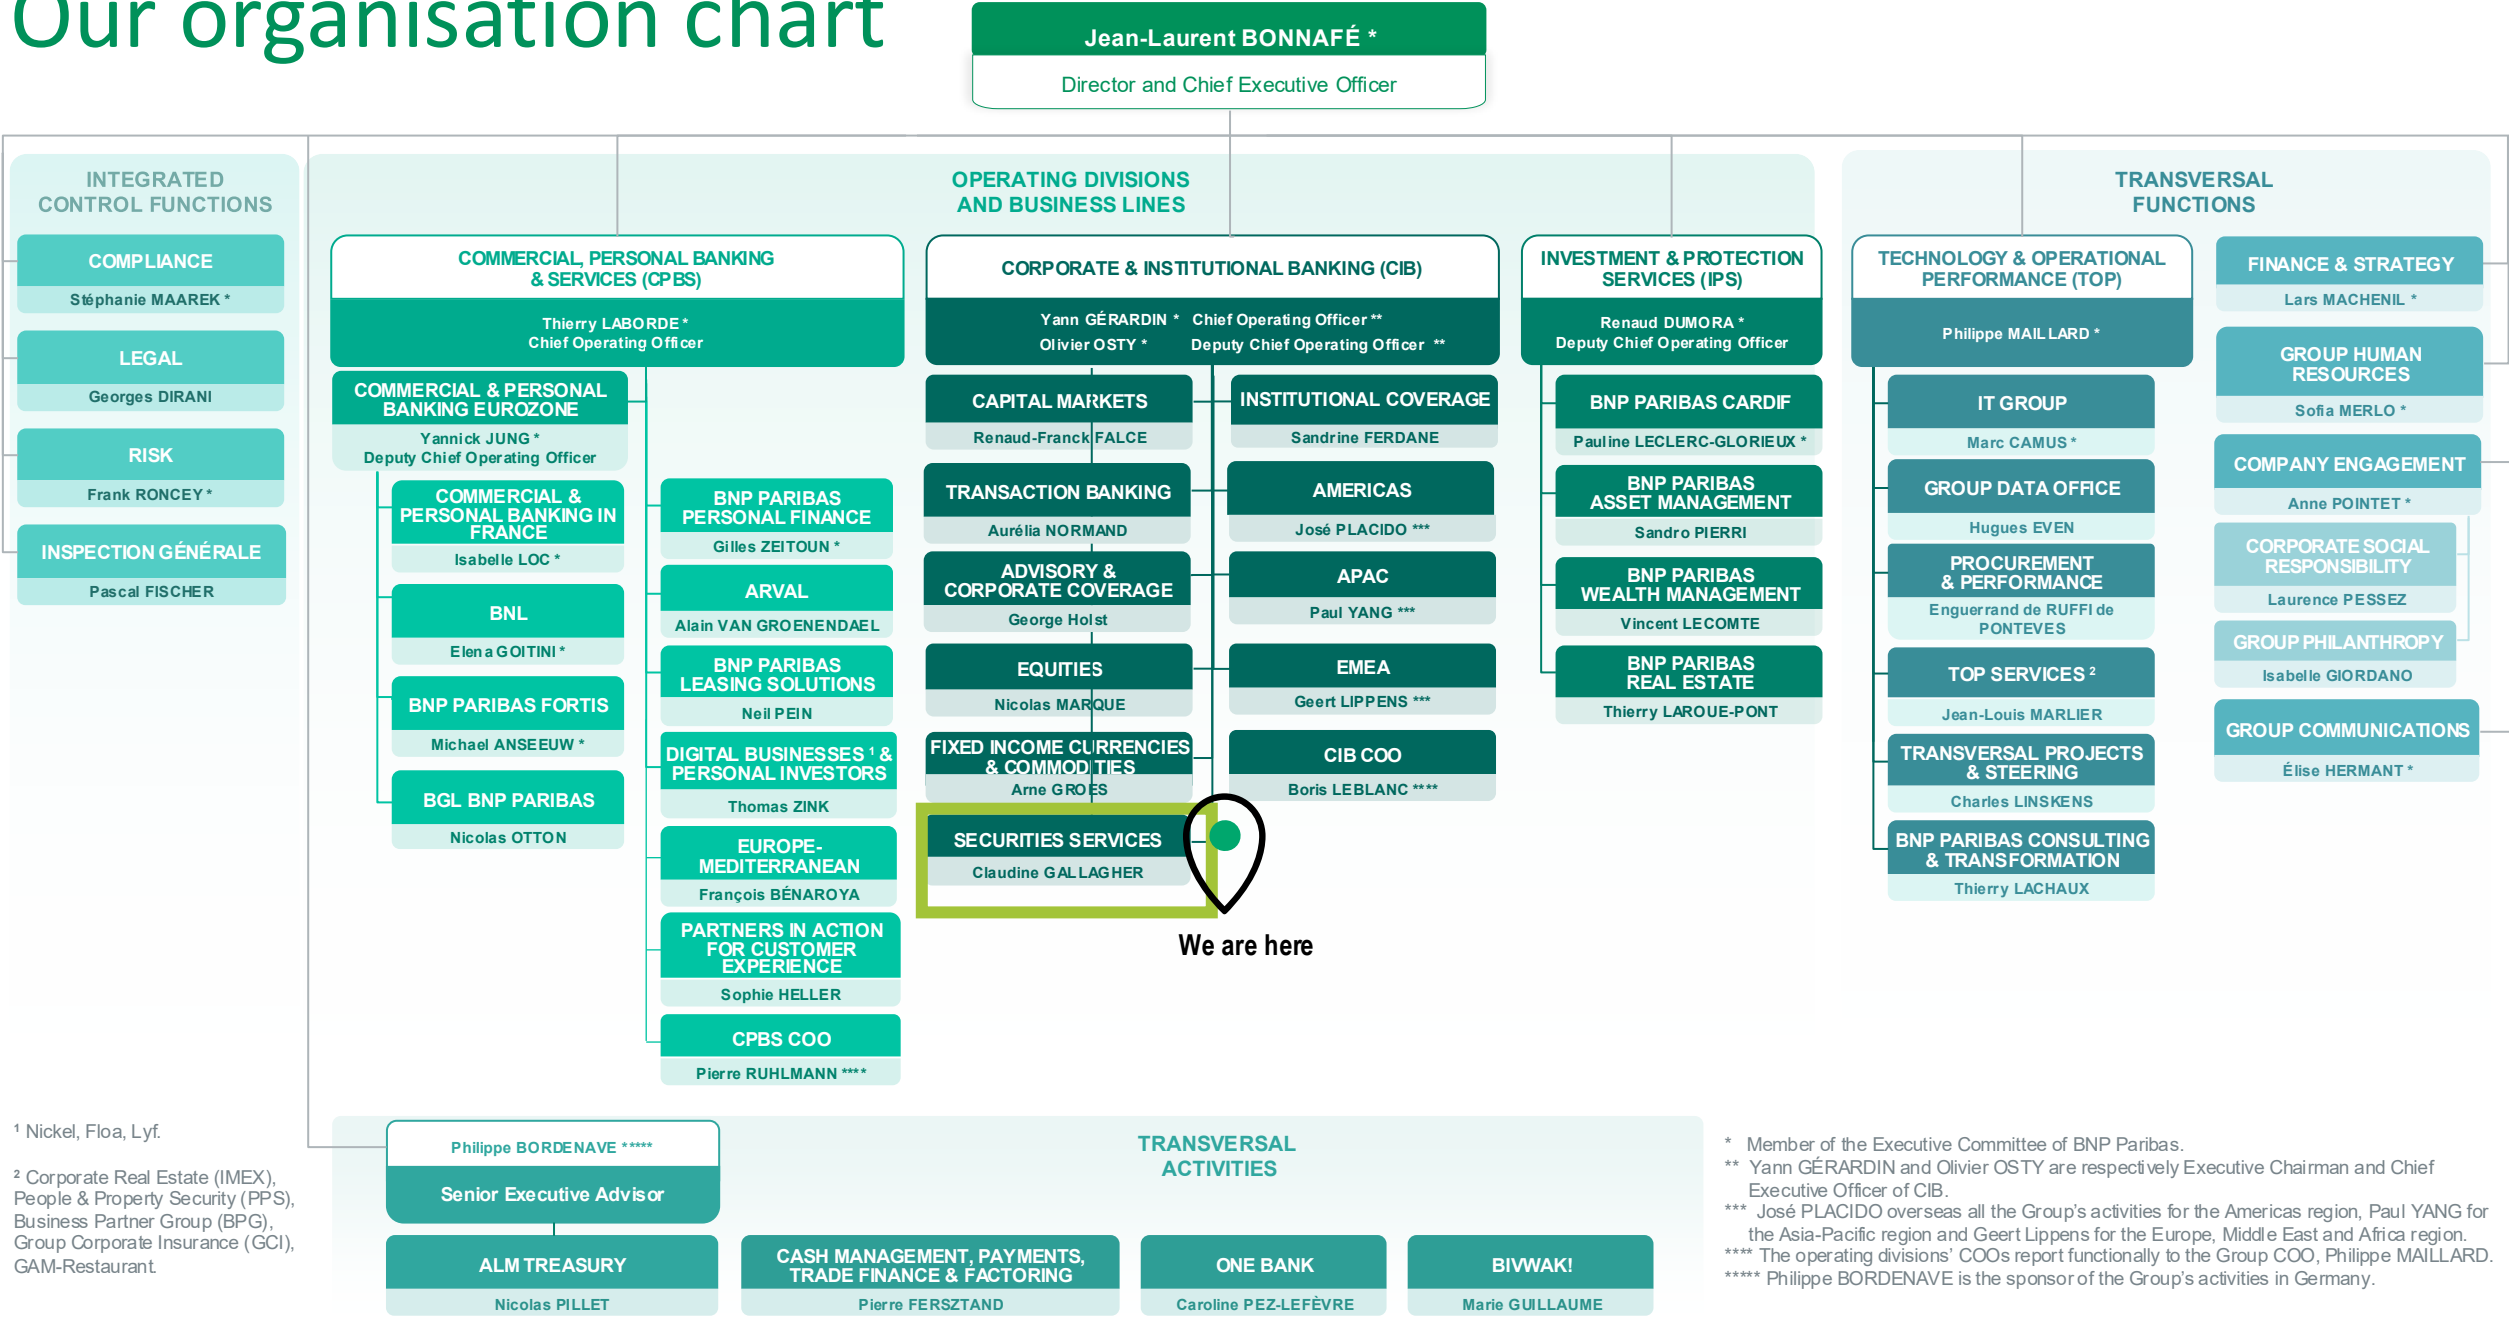 Our organisation chart
Jean-Laurent BONNAFÉ *
Director and Chief Executive Officer
INTEGRATED
CONTROL FUNCTIONS
COMPLIANCE
Stéphanie MAAREK *
LEGAL
Georges DIRANI
RISK
Frank RONCEY *
INSPECTION GÉNÉRALE
Pascal FISCHER
OPERATING DIVISIONS
AND BUSINESS LINES
COMMERCIAL, PERSONAL BANKING
& SERVICES (CPBS)
Thierry LABORDE *
Chief Operating Officer
COMMERCIAL & PERSONAL
BANKING EUROZONE
Yannick JUNG *
Deputy Chief Operating Officer
COMMERCIAL &
PERSONAL BANKING IN
FRANCE
Isabelle LOC *
BNL
Elena GOITINI *
BNP PARIBAS FORTIS
Michael ANSEEUW *
BGL BNP PARIBAS
Nicolas OTTON
BNP PARIBAS
PERSONAL FINANCE
Gilles ZEITOUN *
ARVAL
Alain VAN GROENENDAEL
BNP PARIBAS
LEASING SOLUTIONS
Neil PEIN
DIGITAL BUSINESSES ¹ &
PERSONAL INVESTORS
Thomas ZINK
EUROPE-
MEDITERRANEAN
François BÉNAROYA
PARTNERS IN ACTION
FOR CUSTOMER
EXPERIENCE
Sophie HELLER
CPBS COO
Pierre RUHLMANN ****
CORPORATE & INSTITUTIONAL BANKING (CIB)
Yann GÉRARDIN * Chief Operating Officer **
Olivier OSTY * Deputy Chief Operating Officer **
CAPITAL MARKETS
Renaud-Franck FALCE
TRANSACTION BANKING
Aurélia NORMAND
ADVISORY &
CORPORATE COVERAGE
George Holst
EQUITIES
Nicolas MARQUE
FIXED INCOME CURRENCIES
& COMMODITIES
Arne GROES
SECURITIES SERVICES
Claudine GALLAGHER
INSTITUTIONAL COVERAGE
Sandrine FERDANE
AMERICAS
José PLACIDO ***
APAC
Paul YANG ***
EMEA
Geert LIPPENS ***
CIB COO
Boris LEBLANC ****
We are here
INVESTMENT & PROTECTION
SERVICES (IPS)
Renaud DUMORA *
Deputy Chief Operating Officer
BNP PARIBAS CARDIF
Pauline LECLERC-GLORIEUX *
BNP PARIBAS
ASSET MANAGEMENT
Sandro PIERRI
BNP PARIBAS
WEALTH MANAGEMENT
Vincent LECOMTE
BNP PARIBAS
REAL ESTATE
Thierry LAROUE-PONT
TRANSVERSAL
FUNCTIONS
TECHNOLOGY & OPERATIONAL
PERFORMANCE (TOP)
Philippe MAILLARD *
IT GROUP
Marc CAMUS *
GROUP DATA OFFICE
Hugues EVEN
PROCUREMENT
& PERFORMANCE
Enguerrand de RUFFI de
PONTEVES
TOP SERVICES ²
Jean-Louis MARLIER
TRANSVERSAL PROJECTS
& STEERING
Charles LINSKENS
BNP PARIBAS CONSULTING
& TRANSFORMATION
Thierry LACHAUX
FINANCE & STRATEGY
Lars MACHENIL *
GROUP HUMAN
RESOURCES
Sofia MERLO *
COMPANY ENGAGEMENT
Anne POINTET *
CORPORATE SOCIAL
RESPONSIBILITY
Laurence PESSEZ
GROUP PHILANTHROPY
Isabelle GIORDANO
GROUP COMMUNICATIONS
Élise HERMANT *
¹ Nickel, Floa, Lyf.
² Corporate Real Estate (IMEX),
People & Property Security (PPS),
Business Partner Group (BPG),
Group Corporate Insurance (GCI),
GAM-Restaurant.
TRANSVERSAL
ACTIVITIES
Philippe BORDENAVE *****
Senior Executive Advisor
ALM TREASURY
Nicolas PILLET
CASH MANAGEMENT, PAYMENTS,
TRADE FINANCE & FACTORING
Pierre FERSZTAND
ONE BANK
Caroline PEZ-LEFÈVRE
BIVWAK!
Marie GUILLAUME
* Member of the Executive Committee of BNP Paribas.
** Yann GÉRARDIN and Olivier OSTY are respectively Executive Chairman and Chief
Executive Officer of CIB.
*** José PLACIDO overseas all the Group's activities for the Americas region, Paul YANG for
the Asia-Pacific region and Geert Lippens for the Europe, Middle East and Africa region.
**** The operating divisions' COOs report functionally to the Group COO, Philippe MAILLARD.
***** Philippe BORDENAVE is the sponsor of the Group's activities in Germany.